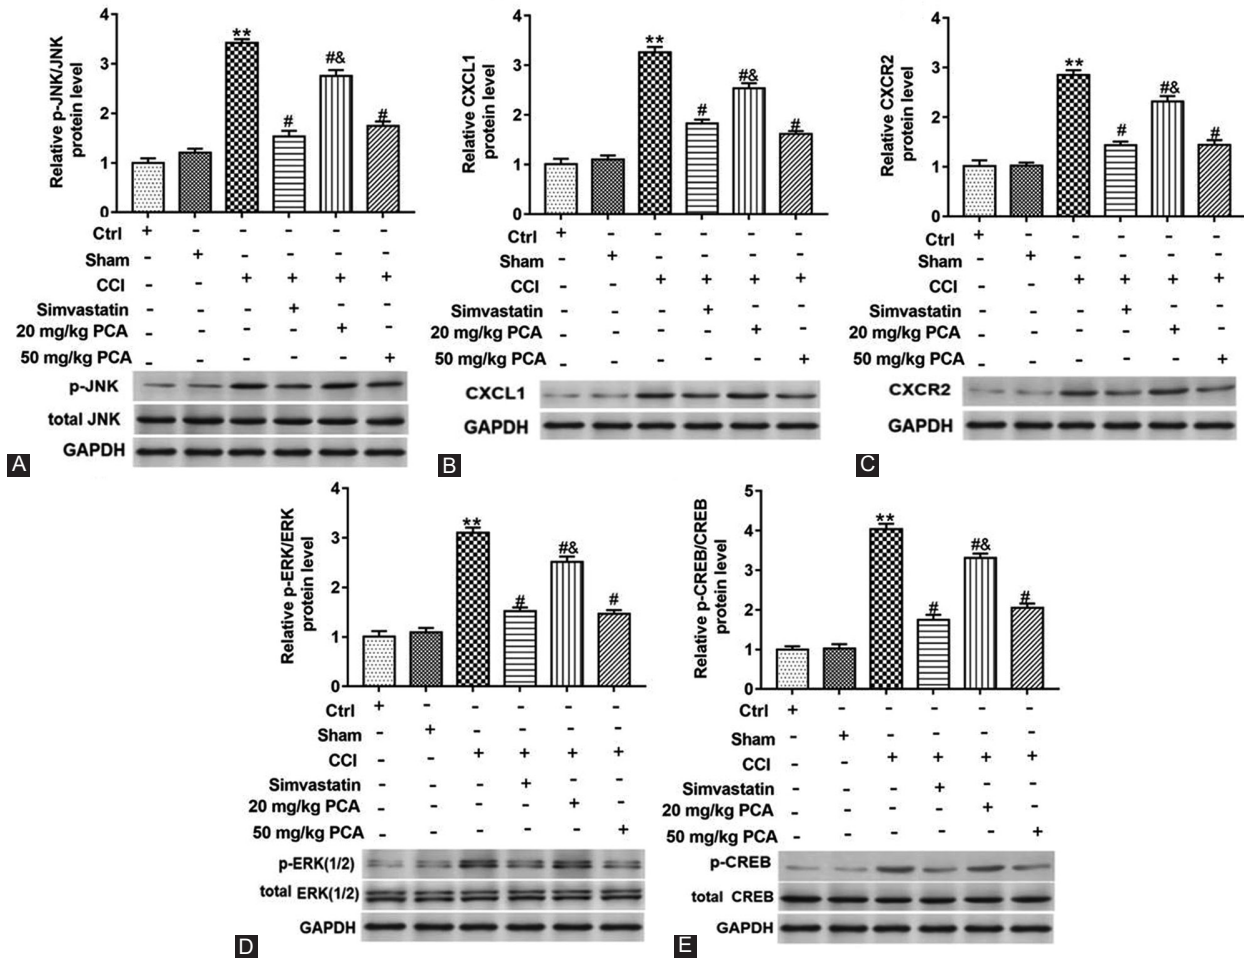 Relative p-JNK/JNK
protein level
4
3
2
1
0
**
#
#&
#
Ctrl + - - - - -
Sham - + - - - -
CCI - - + + + +
Simvastatin - - - + - -
20 mg/kg PCA - - - - + -
50 mg/kg PCA - - - - - +
p-JNK
total JNK
GAPDH
A
Relative CXCL1
protein level
4
3
2
1
0
**
#
#&
#
Ctrl + - - - - -
Sham - + - - - -
CCI - - + + + +
Simvastatin - - - + - -
20 mg/kg PCA - - - - + -
50 mg/kg PCA - - - - - +
CXCL1
GAPDH
B
Relative CXCR2
protein level
4
3
2
1
0
**
#
#&
#
Ctrl + - - - - -
Sham - + - - - -
CCI - - + + + +
Simvastatin - - - + - -
20 mg/kg PCA - - - - + -
50 mg/kg PCA - - - - - +
CXCR2
GAPDH
C
Relative p-ERK/ERK
protein level
4
3
2
1
0
**
#
#&
#
Ctrl + - - - - -
Sham - + - - - -
CCI - - + + + +
Simvastatin - - - + - -
20 mg/kg PCA - - - - + -
50 mg/kg PCA - - - - - +
p-ERK(1/2)
total ERK(1/2)
GAPDH
D
Relative p-CREB/CREB
protein level
5
4
3
2
1
0
**
#
#&
#
Ctrl + - - - - -
Sham - + - - - -
CCI - - + + + +
Simvastatin - - - + - -
20 mg/kg PCA - - - - + -
50 mg/kg PCA - - - - - +
p-CREB
total CREB
GAPDH
E